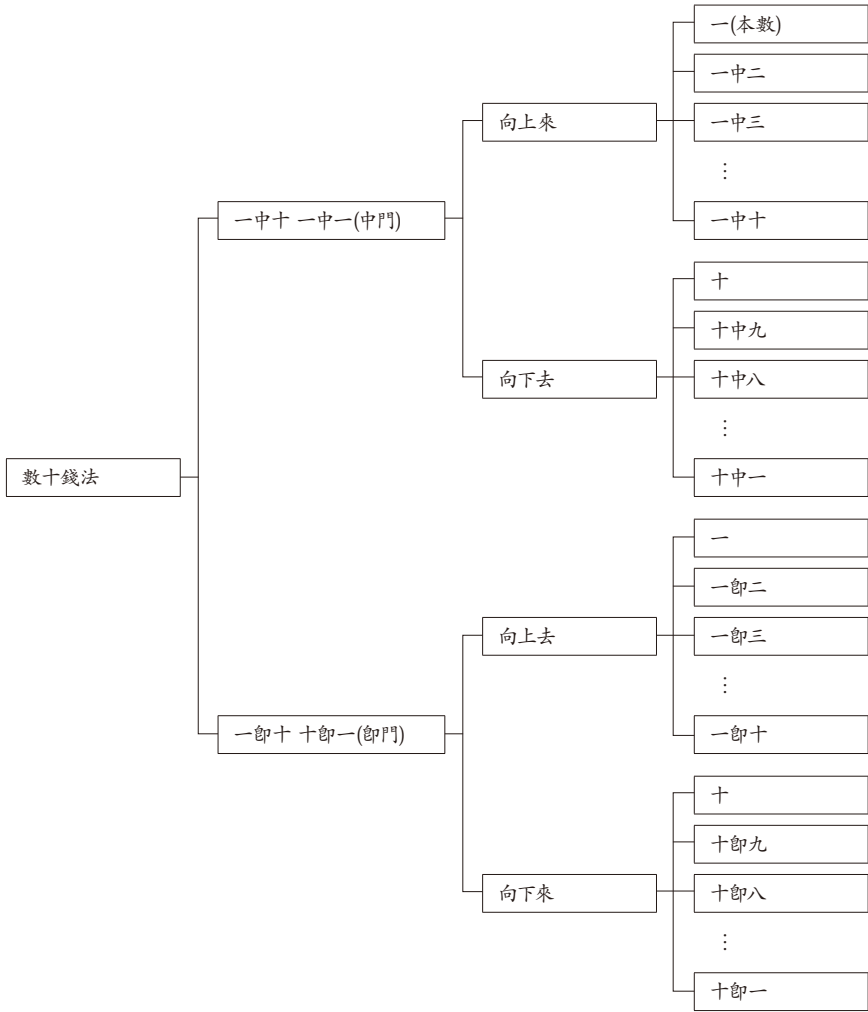 數十錢法
一中十 一中一(中門)
向上來
一(本數)
一中二
一中三
⋮
一中十
向下去
十
十中九
十中八
⋮
十中一
一卽十 十卽一(卽門)
向上去
一
一卽二
一卽三
⋮
一卽十
向下來
十
十卽九
十卽八
⋮
十卽一